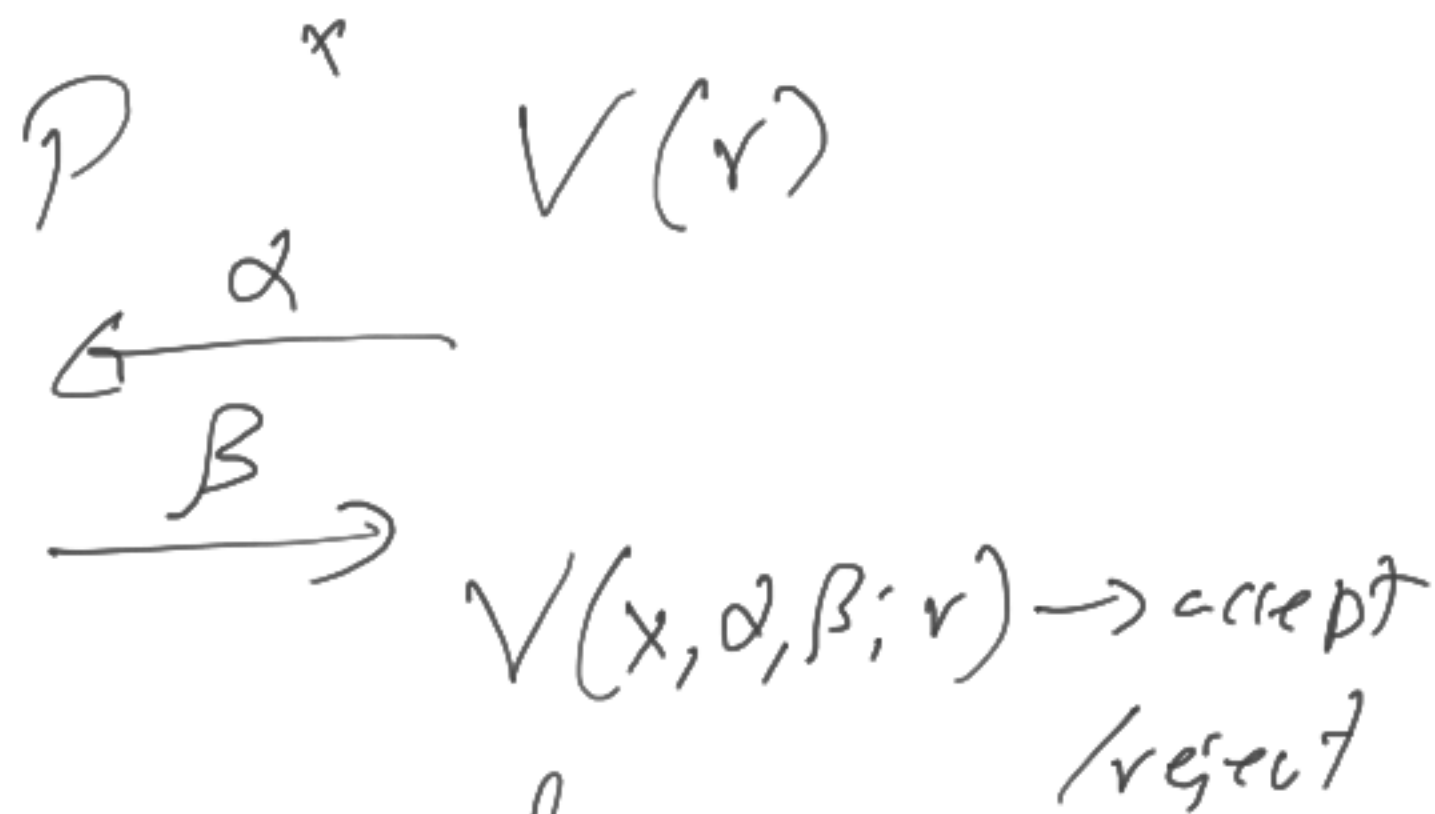 x
P V(r)
α
β
V(x, α, β; r) → accept
/reject